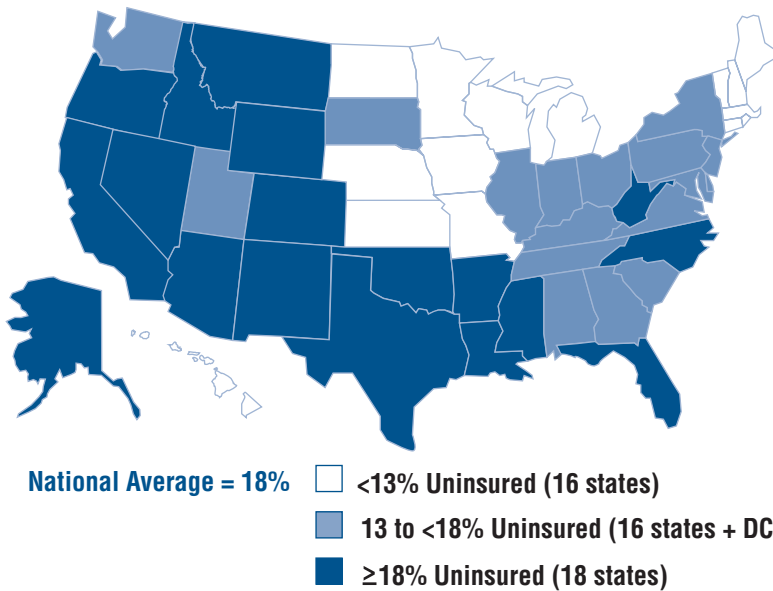 National Average = 18%
<13% Uninsured (16 states)
13 to <18% Uninsured (16 states + DC
≥18% Uninsured (18 states)